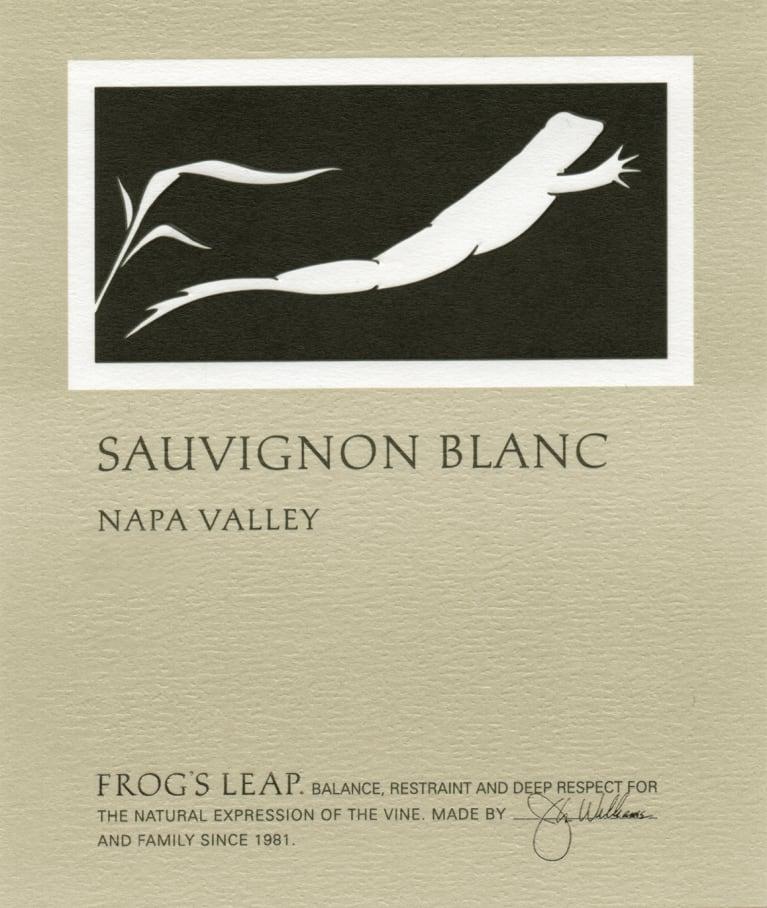 SAUVIGNON BLANC
NAPA VALLEY
FROG'S LEAP. BALANCE, RESTRAINT AND DEEP RESPECT FOR
THE NATURAL EXPRESSION OF THE VINE. MADE BY John Williams
AND FAMILY SINCE 1981.